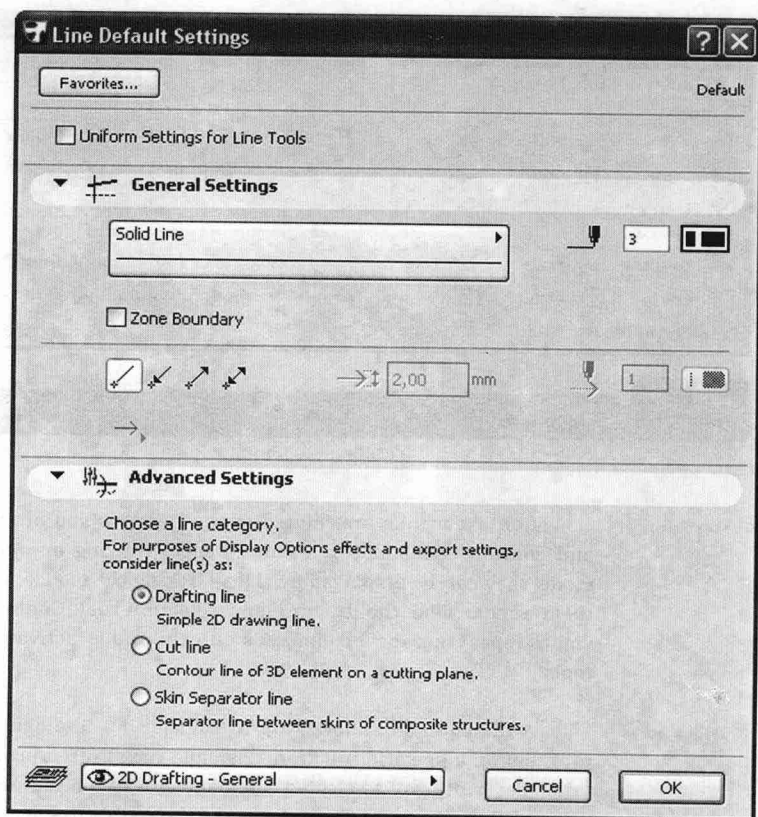 Line Default Settings
Favorites...
Default
Uniform Settings for Line Tools
General Settings
Solid Line
3
Zone Boundary
2,00 mm
1
Advanced Settings
Choose a line category.
For purposes of Display Options effects and export settings,
consider line(s) as:
Drafting line
Simple 2D drawing line.
Cut line
Contour line of 3D element on a cutting plane.
Skin Separator line
Separator line between skins of composite structures.
2D Drafting - General
Cancel
OK